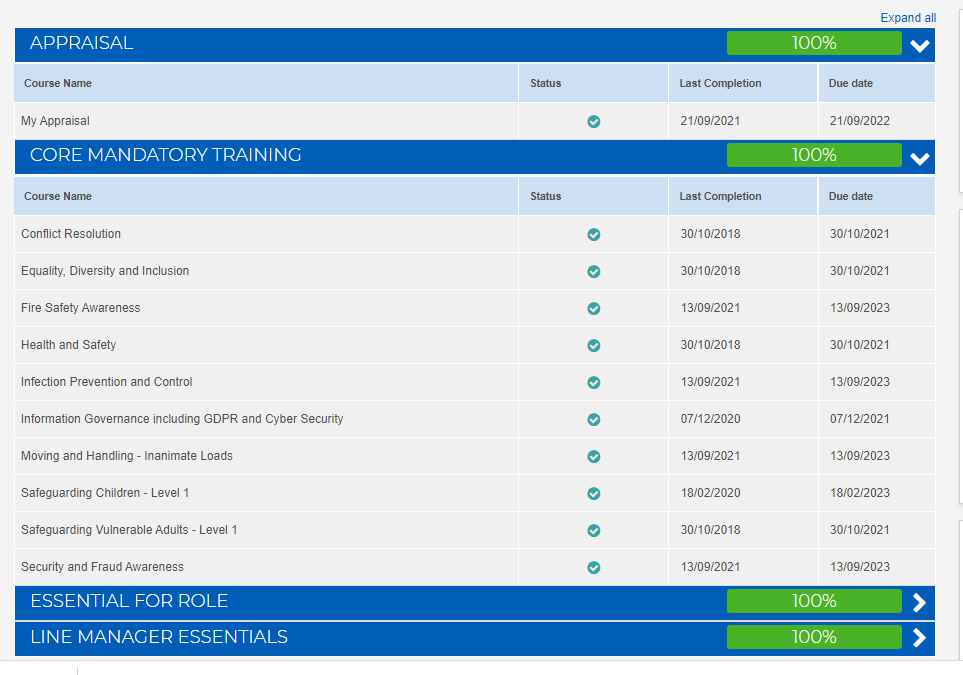 Expand all
APPRAISAL 100%
Course Name Status Last Completion Due date
My Appraisal 21/09/2021 21/09/2022
CORE MANDATORY TRAINING 100%
Course Name Status Last Completion Due date
Conflict Resolution 30/10/2018 30/10/2021
Equality, Diversity and Inclusion 30/10/2018 30/10/2021
Fire Safety Awareness 13/09/2021 13/09/2023
Health and Safety 30/10/2018 30/10/2021
Infection Prevention and Control 13/09/2021 13/09/2023
Information Governance including GDPR and Cyber Security 07/12/2020 07/12/2021
Moving and Handling - Inanimate Loads 13/09/2021 13/09/2023
Safeguarding Children - Level 1 18/02/2020 18/02/2023
Safeguarding Vulnerable Adults - Level 1 30/10/2018 30/10/2021
Security and Fraud Awareness 13/09/2021 13/09/2023
ESSENTIAL FOR ROLE 100%
LINE MANAGER ESSENTIALS 100%